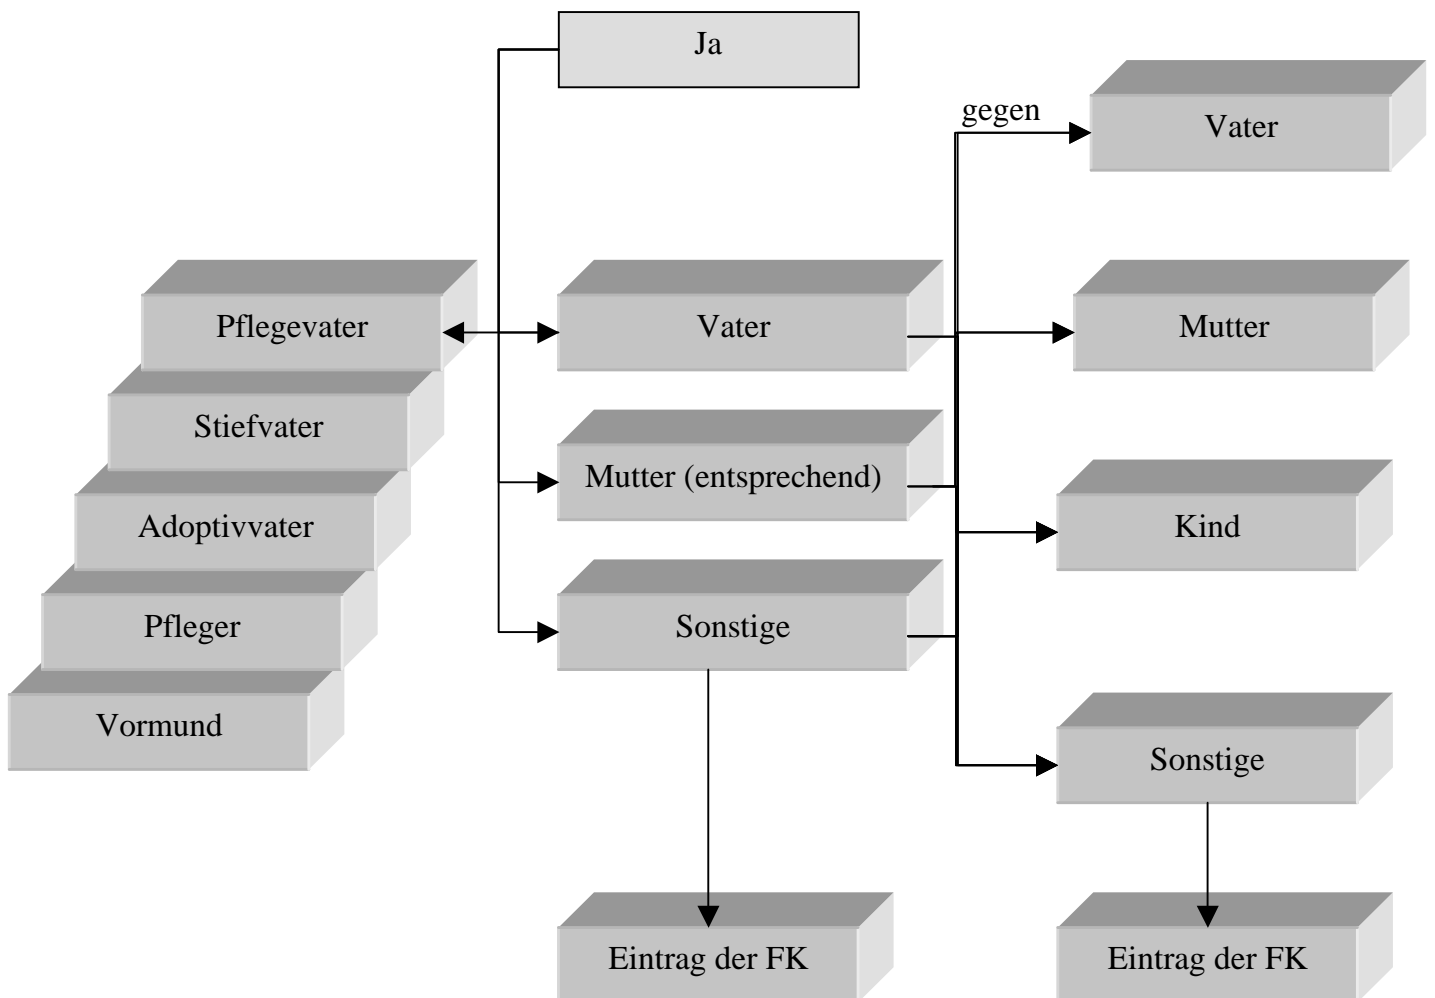 Ja
gegen
Vater
Pflegevater
Vater
Mutter
Stiefvater
Mutter (entsprechend)
Adoptivvater
Kind
Pfleger
Sonstige
Vormund
Sonstige
Eintrag der FK
Eintrag der FK